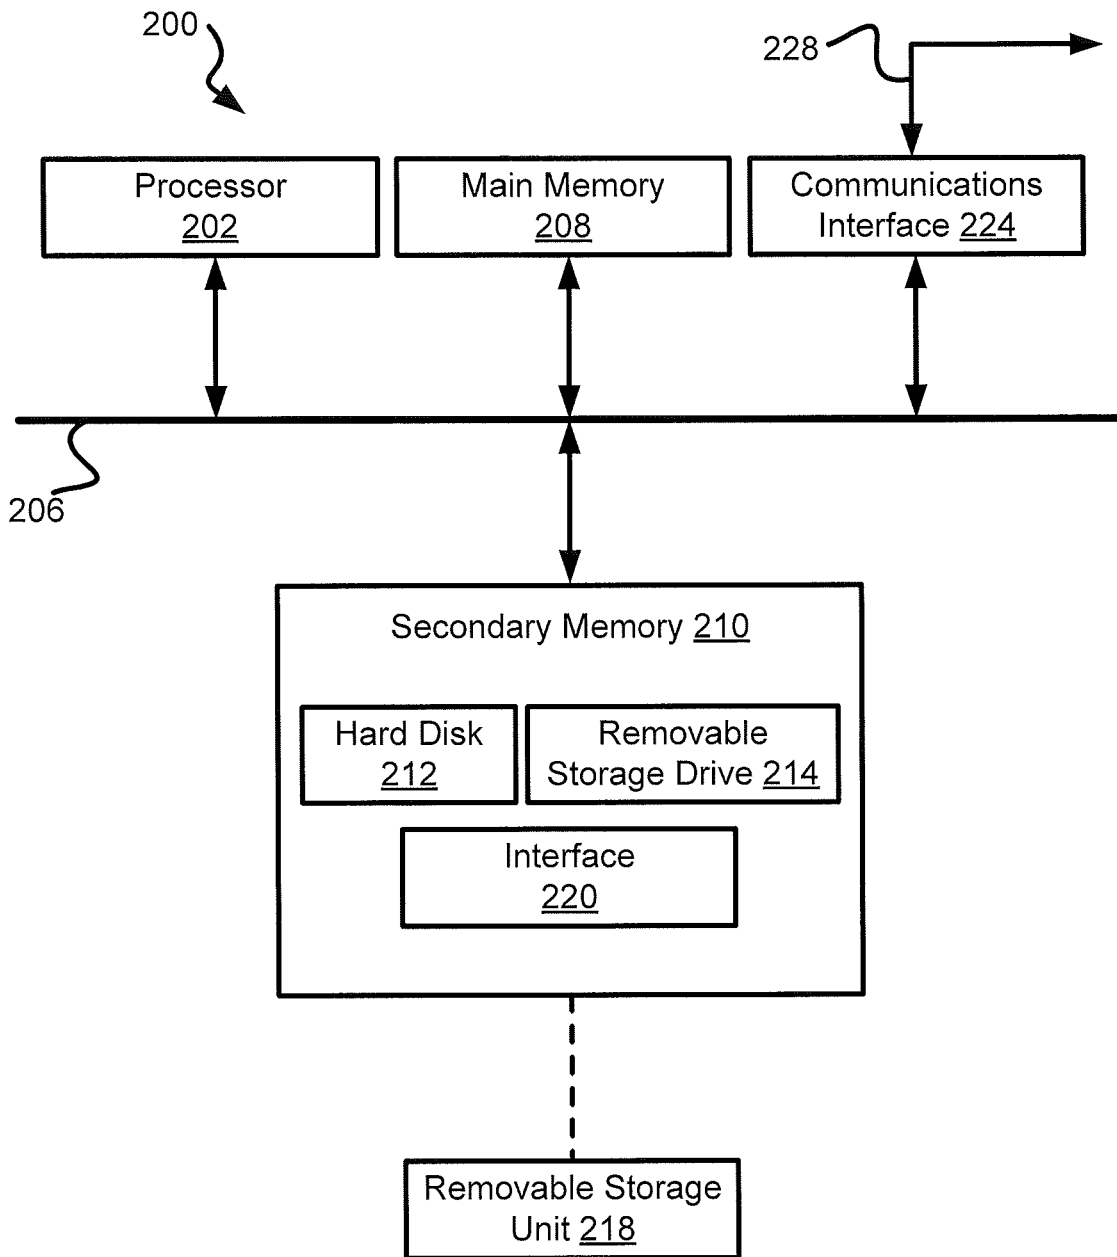 200
228
Processor
202
Main Memory
208
Communications
Interface 224
206
Secondary Memory 210
Hard Disk
212
Removable
Storage Drive 214
Interface
220
Removable Storage
Unit 218